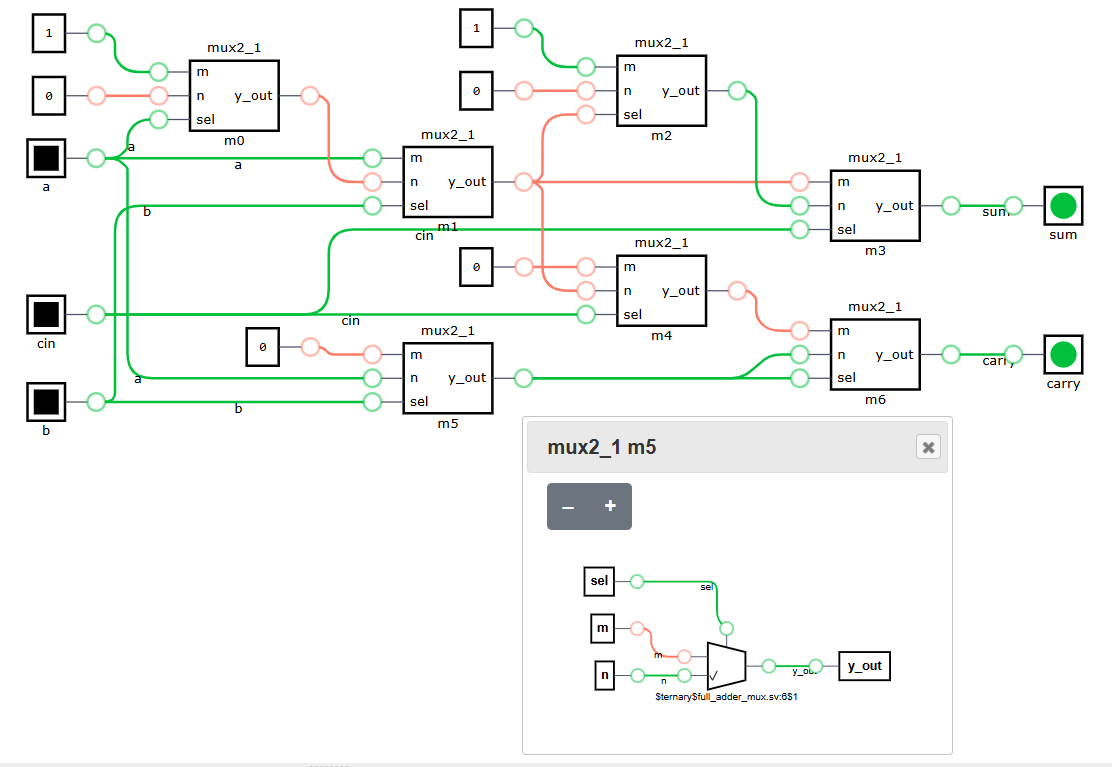 1
mux2_1
m
0
n
y_out
sel
m0
a
a
a
a
b
cin
cin
cin
0
a
b
b
mux2_1
m
n
y_out
sel
m1
mux2_1
m
n
y_out
sel
m5
1
0
mux2_1
m
n
y_out
sel
m2
0
mux2_1
m
n
y_out
sel
m4
mux2_1
m
n
y_out
sel
m3
sum
sum
mux2_1
m
n
y_out
sel
m6
carry
carry
mux2_1 m5
–
+
sel
sel
m
m
n
n
y_out
y_out
$ternary$full_adder_mux.sv:6$1